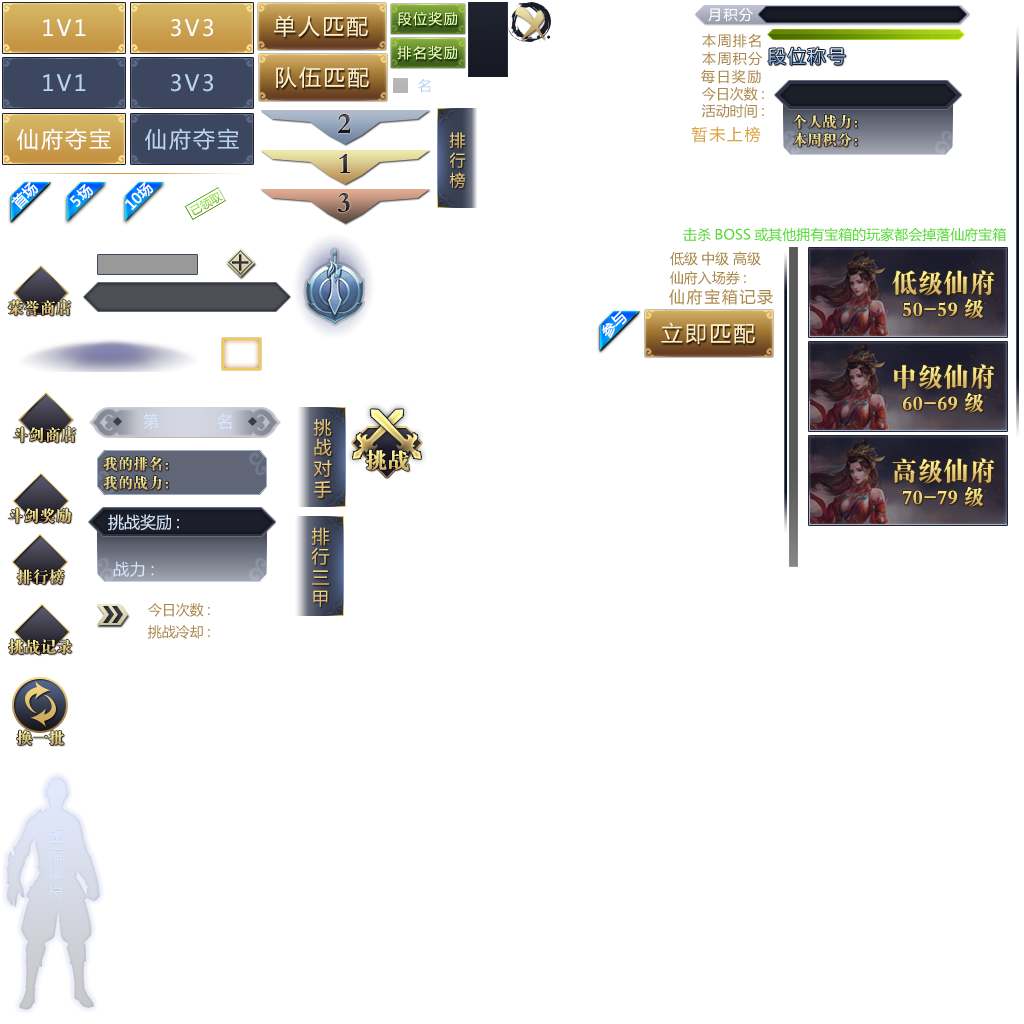 1V1
3V3
单人匹配
段位奖励
排名奖励
1V1
3V3
队伍匹配
名
仙府夺宝
仙府夺宝
2
1
3
排行榜
首场
5场
10场
已领取
荣誉商店
斗剑商店
第 名
我的排名:
我的战力:
挑战对手
挑战
斗剑奖励
挑战奖励 :
战力 :
排行榜
排行三甲
挑战记录
今日次数 :
挑战冷却 :
换一批
月积分
本周排名
本周积分
段位称号
每日奖励
今日次数 :
活动时间 :
个人战力:
本周积分:
暂未上榜
击杀 BOSS 或其他拥有宝箱的玩家都会掉落仙府宝箱
低级 中级 高级
仙府入场券 :
仙府宝箱记录
参与
立即匹配
低级仙府
50-59 级
中级仙府
60-69 级
高级仙府
70-79 级